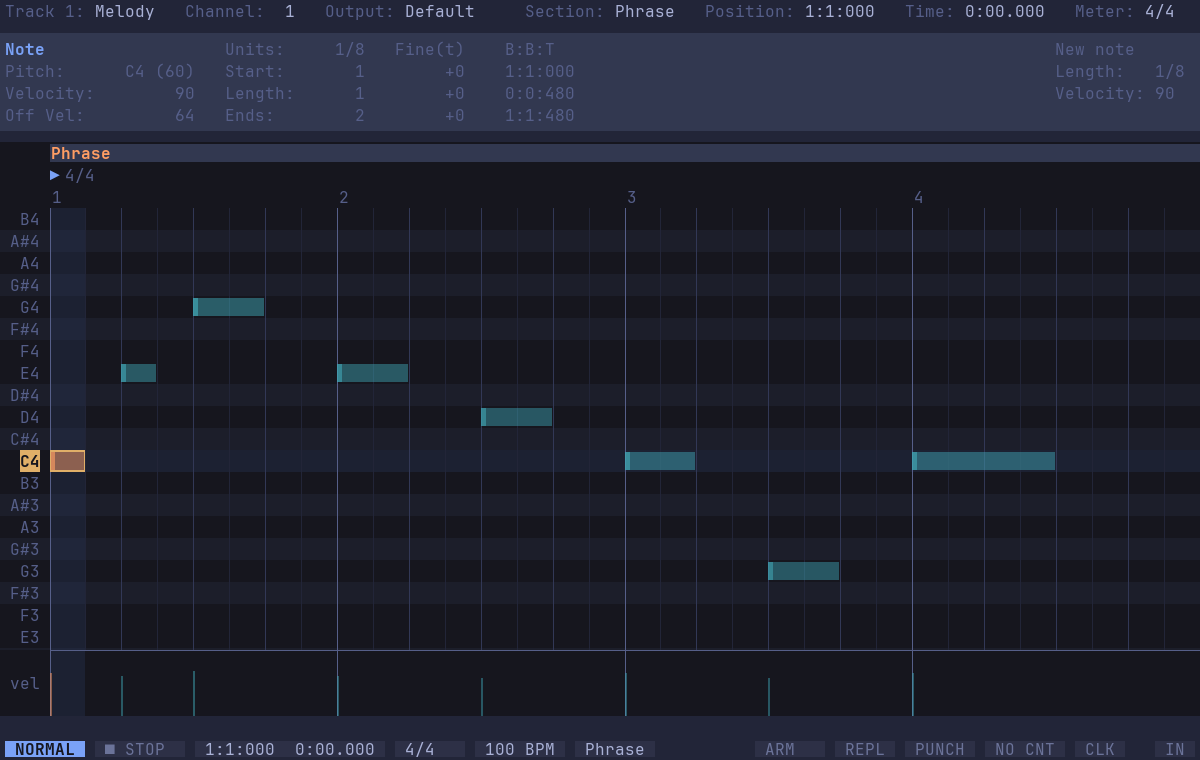 Track 1: Melody Channel: 1 Output: Default Section: Phrase Position: 1:1:000 Time: 0:00.000 Meter: 4/4
Note Units: 1/8 Fine(t) B:B:T New note
Pitch: C4 (60) Start: 1 +0 1:1:000 Length: 1/8
Velocity: 90 Length: 1 +0 0:0:480 Velocity: 90
Off Vel: 64 Ends: 2 +0 1:1:480
Phrase
▶ 4/4
1 2 3 4
B4
A#4
A4
G#4
G4
F#4
F4
E4
D#4
D4
C#4
C4
B3
A#3
A3
G#3
G3
F#3
F3
E3
vel
NORMAL ■ STOP 1:1:000 0:00.000 4/4 100 BPM Phrase ARM REPL PUNCH NO CNT CLK IN